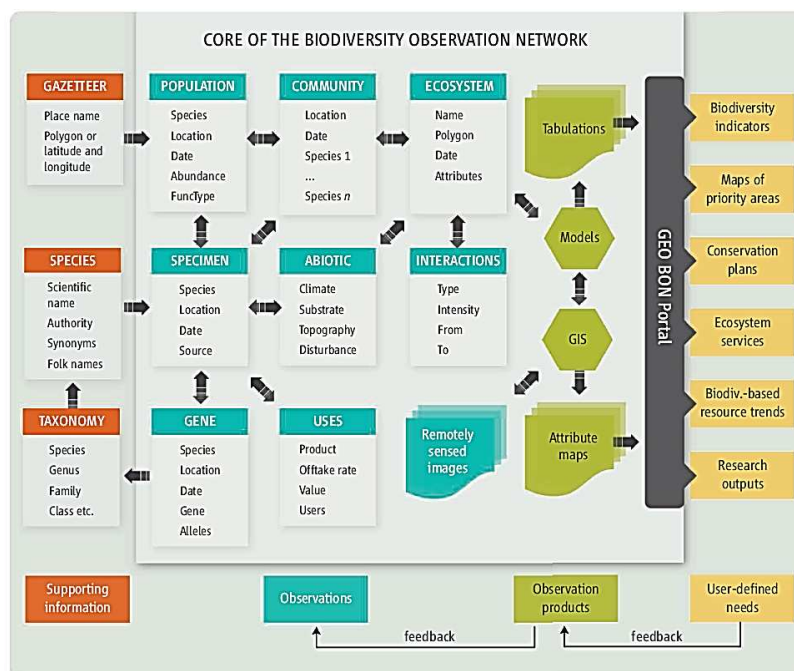 CORE OF THE BIODIVERSITY OBSERVATION NETWORK
GAZETTEER
Place name
Polygon or
latitude and
longitude
POPULATION
Species
Location
Date
Abundance
FuncType
COMMUNITY
Location
Date
Species 1
...
Species n
ECOSYSTEM
Name
Polygon
Date
Attributes
Tabulations
Models
GIS
Attribute
maps
SPECIES
Scientific
name
Authority
Synonyms
Folk names
SPECIMEN
Species
Location
Date
Source
ABIOTIC
Climate
Substrate
Topography
Disturbance
INTERACTIONS
Type
Intensity
From
To
TAXONOMY
Species
Genus
Family
Class etc.
GENE
Species
Location
Date
Gene
Alleles
USES
Product
Offtake rate
Value
Users
Remotely
sensed
images
GEO BON Portal
Biodiversity
indicators
Maps of
priority areas
Conservation
plans
Ecosystem
services
Biodiv.-based
resource trends
Research
outputs
Supporting
information
Observations
Observation
products
User-defined
needs
feedback
feedback